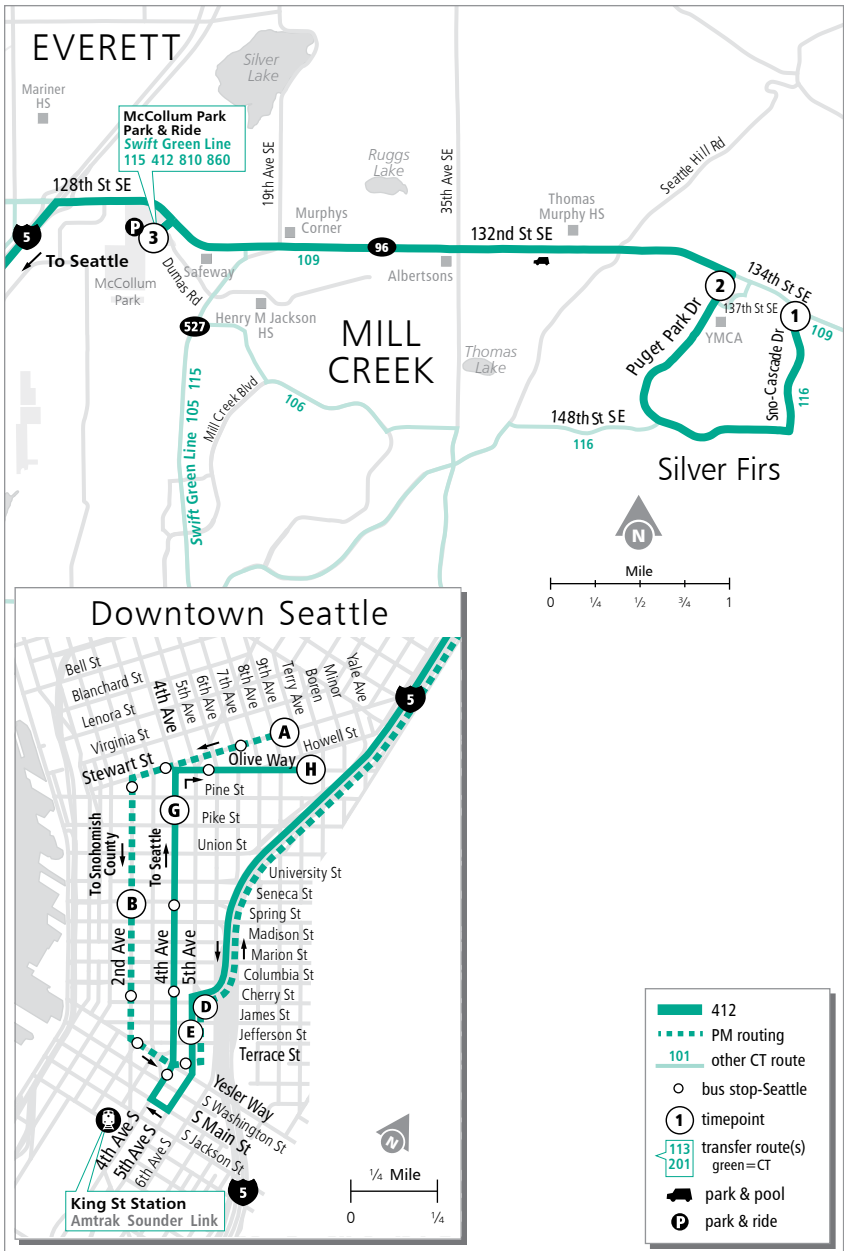 EVERETT
Mariner
HS
Silver
Lake
McCollum Park
Park & Ride
Swift Green Line
115 412 810 860
128th St SE
19th Ave SE
Ruggs
Lake
35th Ave SE
Seattle Hill Rd
Thomas
Murphy HS
Murphys
Corner
5
To Seattle
P
3
McCollum
Park
Dumas Rd
Safeway
109
96
132nd St SE
Albertsons
527
Henry M Jackson
HS
MILL
CREEK
Thomas
Lake
2
134th St SE
137th St SE
1
109
YMCA
Puget Park Dr
Sno-Cascade Dr
116
Swift Green Line 105 115
Mill Creek Blvd
106
148th St SE
116
Silver Firs
N
Mile
0 ¼ ½ ¾ 1
Downtown Seattle
Bell St
Blanchard St
Lenora St
Virginia St
Stewart St
4th Ave
5th Ave
6th Ave
7th Ave
8th Ave
9th Ave
Terry Ave
Boren
Minor
Yale Ave
5
A
Howell St
Olive Way
H
Pine St
G
Pike St
Union St
To Snohomish
County
To Seattle
B
2nd Ave
4th Ave
5th Ave
University St
Seneca St
Spring St
Madison St
Marion St
Columbia St
Cherry St
James St
Jefferson St
Terrace St
D
E
Yesler Way
S Washington St
S Main St
S Jackson St
4th Ave S
5th Ave S
6th Ave S
5
King St Station
Amtrak Sounder Link
N
¼ Mile
0 ¼
412
PM routing
101 other CT route
bus stop-Seattle
1 timepoint
113
201
transfer route(s)
green=CT
park & pool
P park & ride